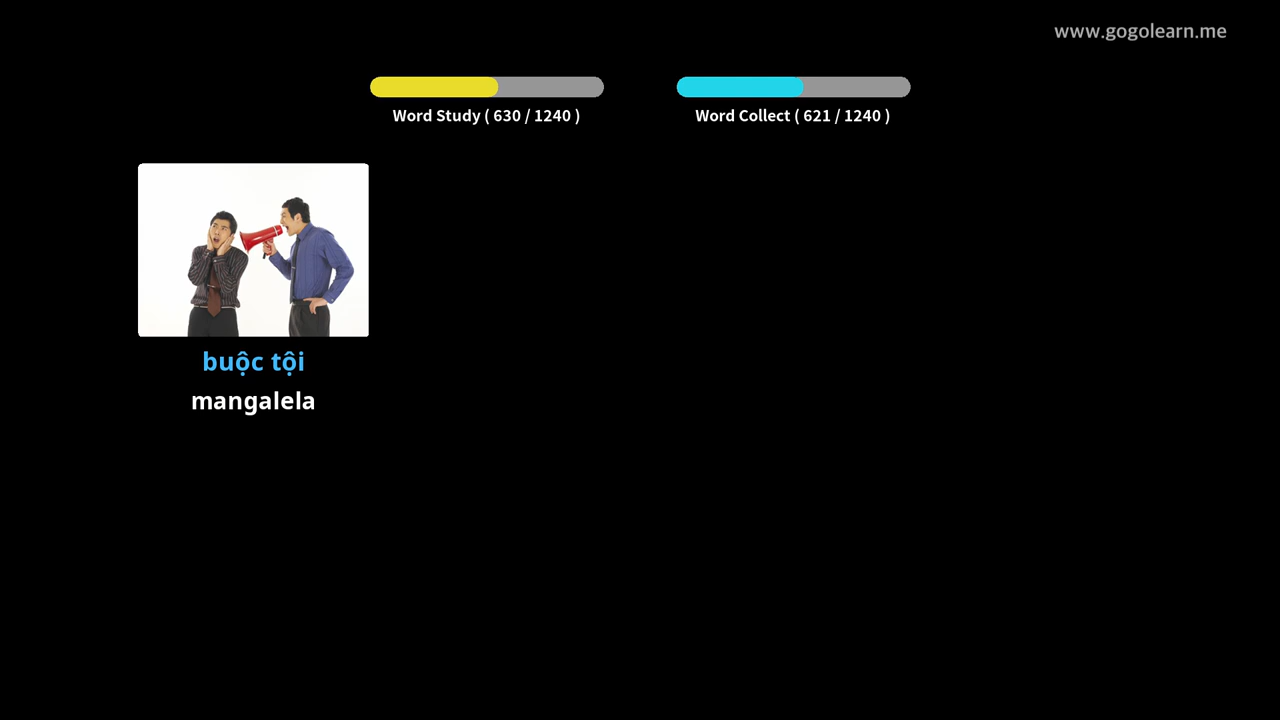 www.gogolearn.me
Word Study ( 630 / 1240 )
Word Collect ( 621 / 1240 )
buộc tội
mangalela